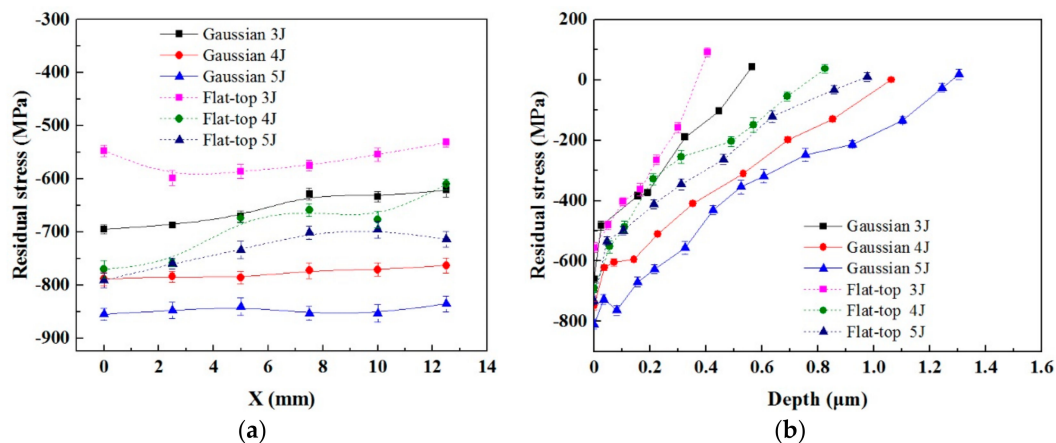 -300
-400
-500
-600
-700
-800
-900
Residual stress (MPa)
Gaussian 3J
Gaussian 4J
Gaussian 5J
Flat-top 3J
Flat-top 4J
Flat-top 5J
0 2 4 6 8 10 12 14
X (mm)
(a)
200
0
-200
-400
-600
-800
Residual stress (MPa)
Gaussian 3J
Gaussian 4J
Gaussian 5J
Flat-top 3J
Flat-top 4J
Flat-top 5J
0 0.2 0.4 0.6 0.8 1.0 1.2 1.4 1.6
Depth (μm)
(b)